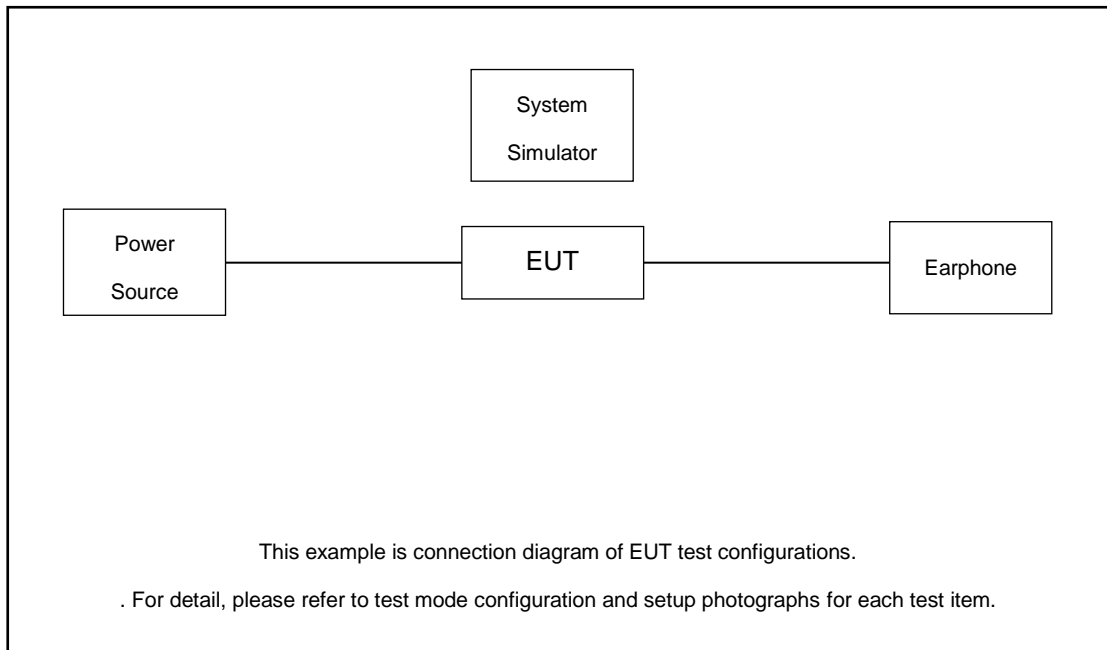 System
Simulator
Power
Source
EUT
Earphone
This example is connection diagram of EUT test configurations.
. For detail, please refer to test mode configuration and setup photographs for each test item.